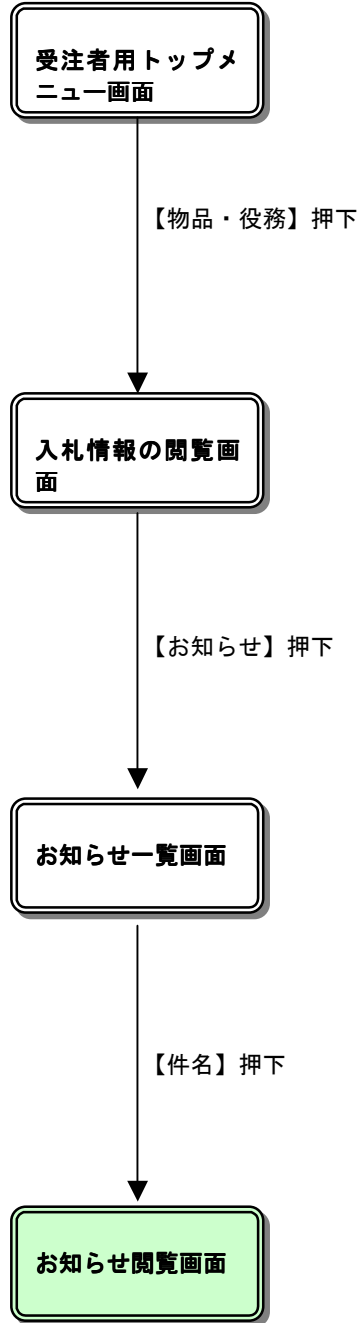 受注者用トップメ
ニュー画面
【物品・役務】押下
入札情報の閲覧画
面
【お知らせ】押下
お知らせ一覧画面
【件名】押下
お知らせ閲覧画面